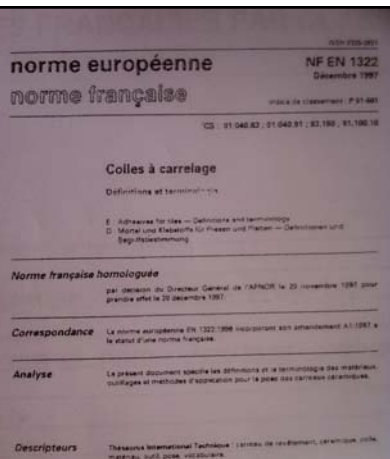 norme européenne
NF EN 1322
Décembre 1997
norme française
Indice de classement : P 61-
ICS : 01.040.83 ; 01.040.91 ; 83.180 ; 91.100.10
Colles à carrelage
Définitions et terminologie
E : Adhesives for tiles — Definitions and terminology
D : Mörtel und Klebstoffe für Fliesen und Platten — Definitionen und
Begriffsbestimmung
Norme française homologuée
par décision du Directeur Général de l'AFNOR le 20 novembre 1997 pour
prendre effet le 20 décembre 1997.
Correspondance
La norme européenne EN 1322:1996 incorporant son amendement A1:1997 a
le statut d'une norme française.
Analyse
Le présent document spécifie les définitions et la terminologie des matériaux,
outillages et méthodes d'application pour la pose des carreaux céramiques.
Descripteurs
Thésaurus International Technique : carreau de revêtement, céramique, colle,
matériau, outil, pose, vocabulaire.